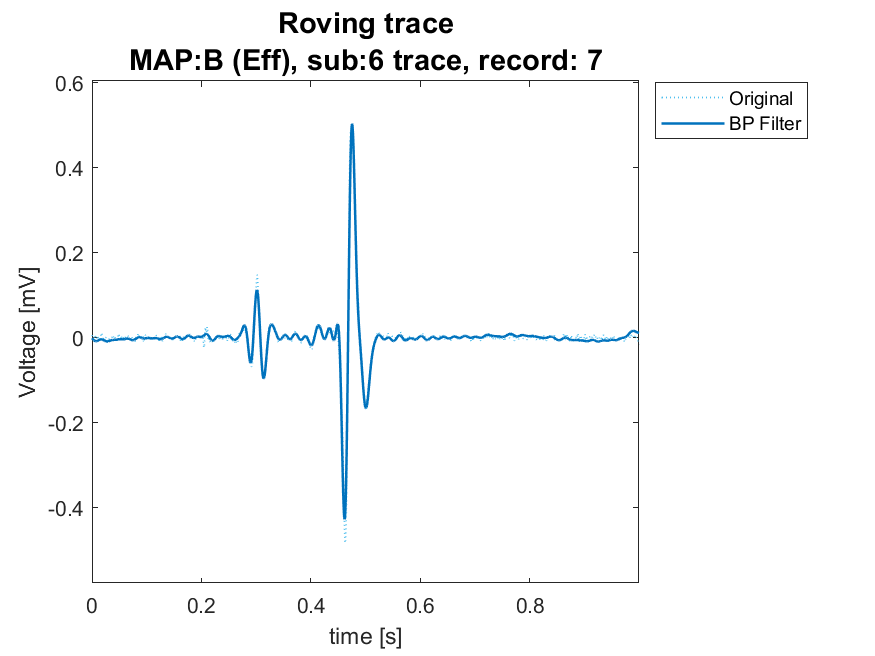 Roving trace
MAP:B (Eff), sub:6 trace, record: 7
Original
BP Filter
0.6
0.4
0.2
0
-0.2
-0.4
Voltage [mV]
0 0.2 0.4 0.6 0.8
time [s]